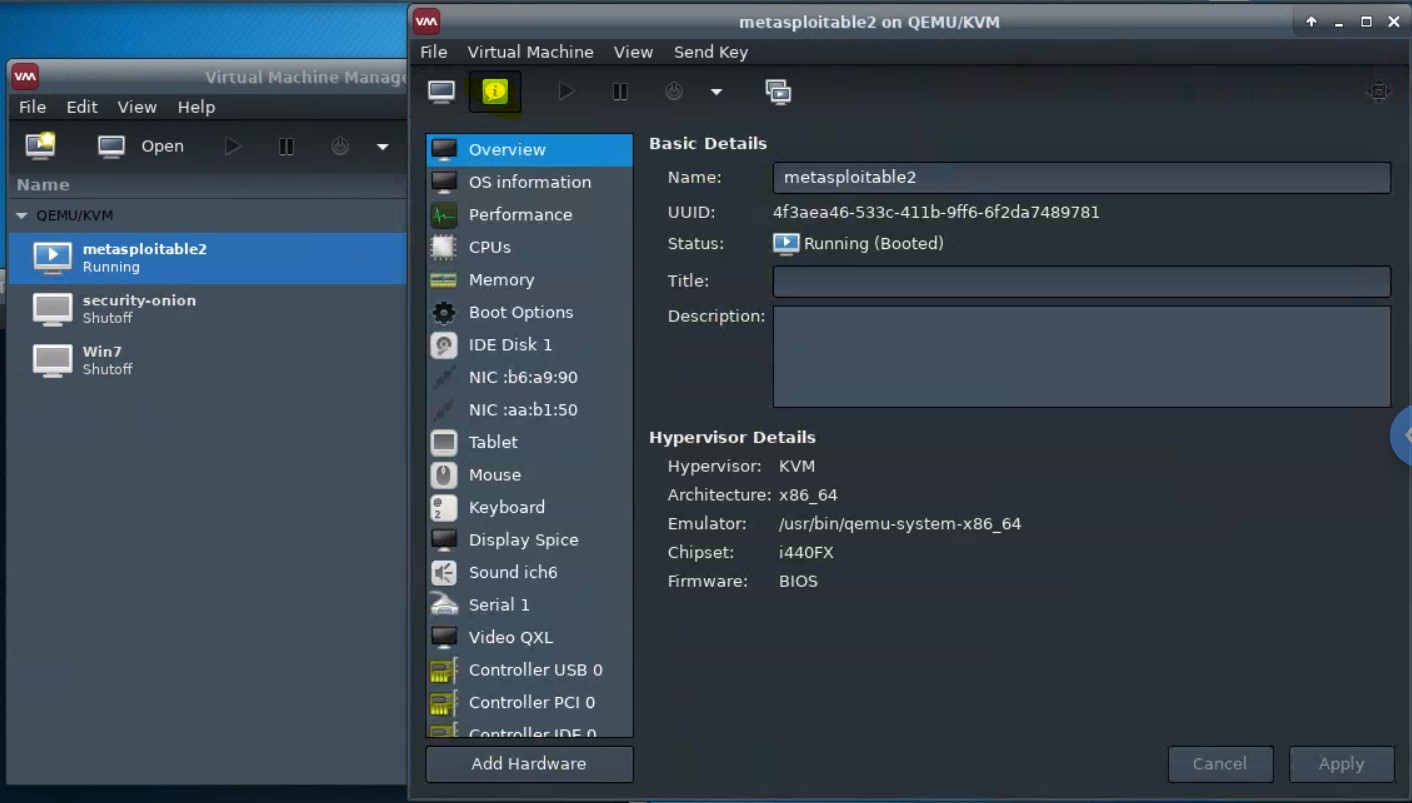 metasploitable2 on QEMU/KVM
File Virtual Machine View Send Key
Virtual Machine Manage
File Edit View Help
Open
Name
QEMU/KVM
metasploitable2
Running
security-onion
Shutoff
Win7
Shutoff
Overview
OS information
Performance
CPUs
Memory
Boot Options
IDE Disk 1
NIC :b6:a9:90
NIC :aa:b1:50
Tablet
Mouse
Keyboard
Display Spice
Sound ich6
Serial 1
Video QXL
Controller USB 0
Controller PCI 0
Controller IDE 0
Add Hardware
Basic Details
Name: metasploitable2
UUID: 4f3aea46-533c-411b-9ff6-6f2da7489781
Status: Running (Booted)
Title:
Description:
Hypervisor Details
Hypervisor: KVM
Architecture: x86_64
Emulator: /usr/bin/qemu-system-x86_64
Chipset: i440FX
Firmware: BIOS
Cancel Apply